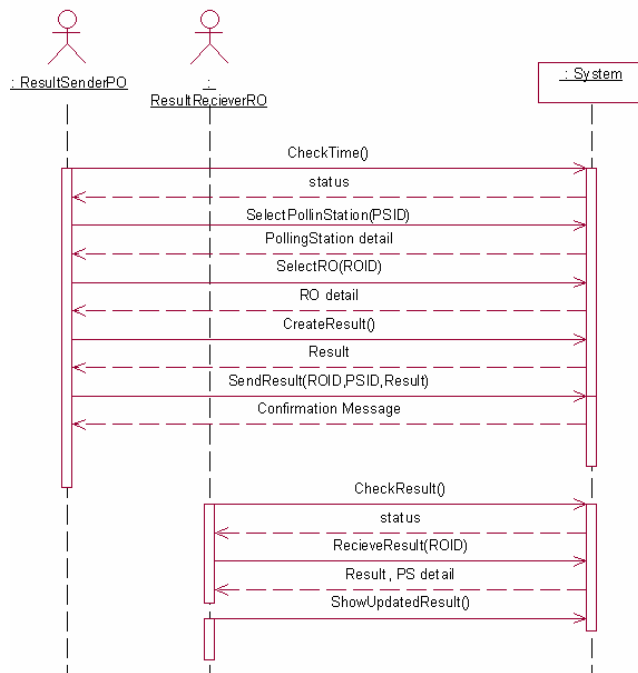 : ResultSenderPO
:
ResultRecieverRO
: System
CheckTime()
status
SelectPollinStation(PSID)
PollingStation detail
SelectRO(ROID)
RO detail
CreateResult()
Result
SendResult(ROID,PSID,Result)
Confirmation Message
CheckResult()
status
RecieveResult(ROID)
Result , PS detail
ShowUpdatedResult()